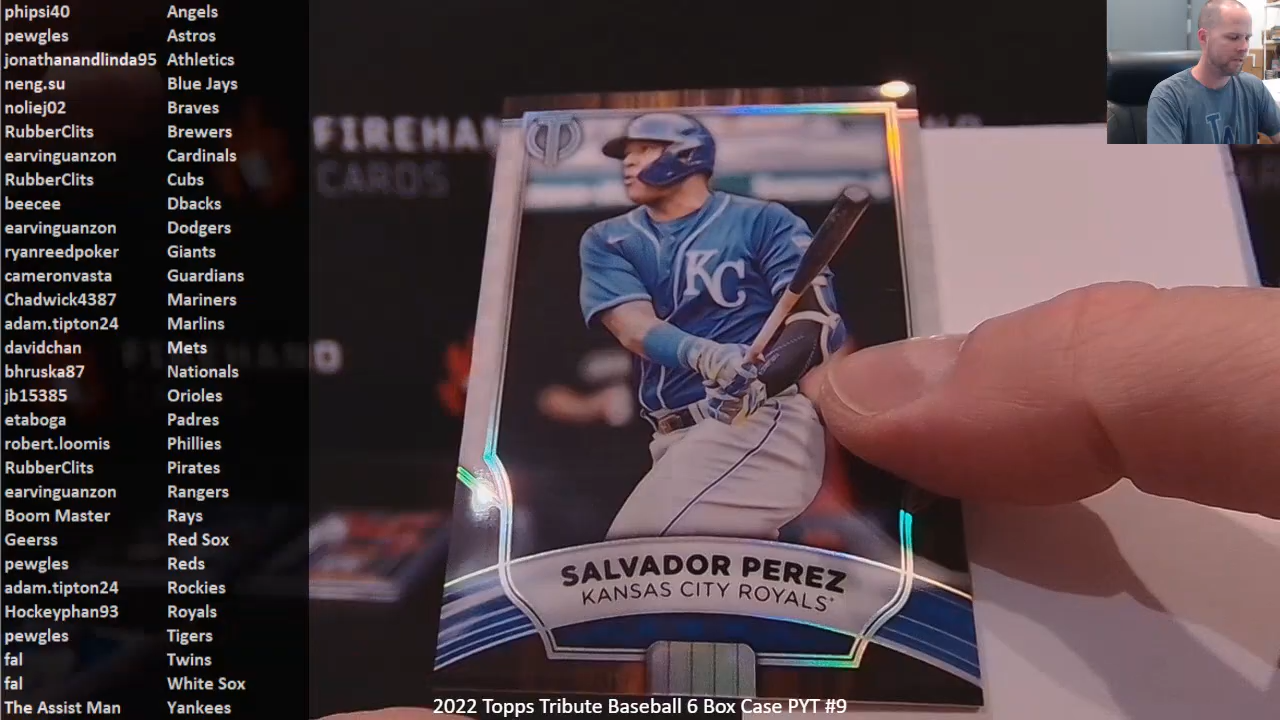 phipsi40 Angels
pewgles Astros
jonathanandlinda95 Athletics
neng.su Blue Jays
noliej02 Braves
RubberClits Brewers
earvinguanzon Cardinals
RubberClits Cubs
beecee Dbacks
earvinguanzon Dodgers
ryanreedpoker Giants
cameronvasta Guardians
Chadwick4387 Mariners
adam.tipton24 Marlins
davidchan Mets
bhruska87 Nationals
jb15385 Orioles
etaboga Padres
robert.loomis Phillies
RubberClits Pirates
earvinguanzon Rangers
Boom Master Rays
Geerss Red Sox
pewgles Reds
adam.tipton24 Rockies
Hockeyphan93 Royals
pewgles Tigers
fal Twins
fal White Sox
The Assist Man Yankees
FIREHAND
CARDS
KC
SALVADOR PEREZ
KANSAS CITY ROYALS
2022 Topps Tribute Baseball 6 Box Case PYT #9